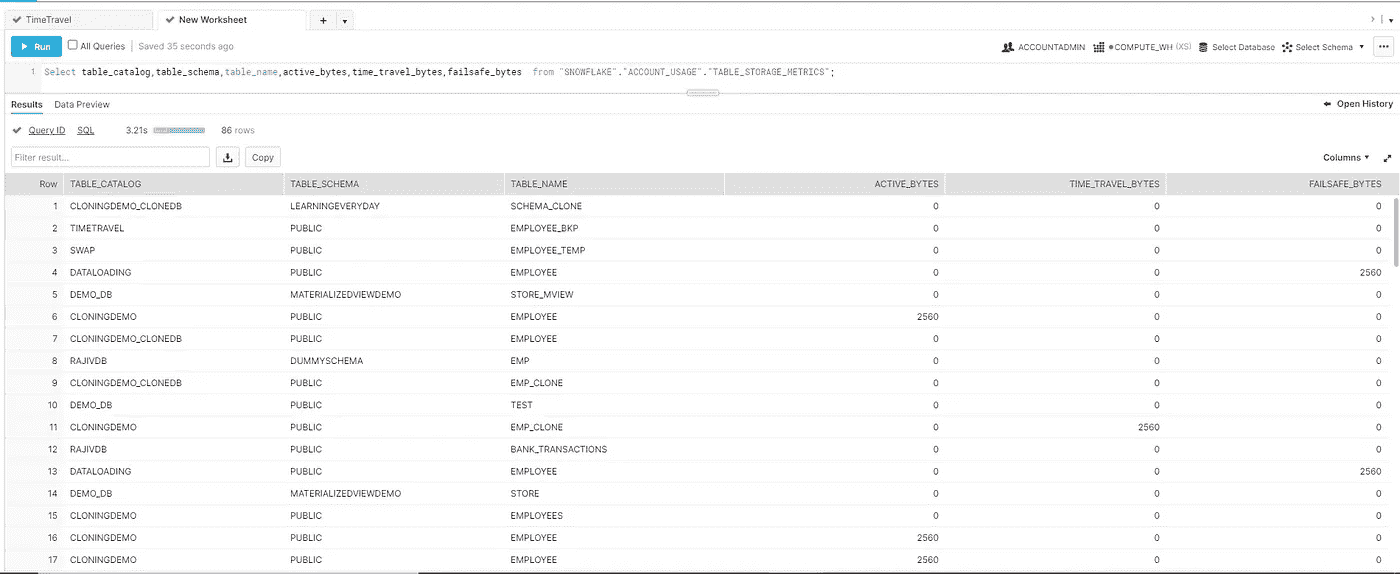 TimeTravel New Worksheet + ▾
Run All Queries | Saved 35 seconds ago ACCOUNTADMIN COMPUTE_WH (XS) Select Database Select Schema ...
1 Select table_catalog,table_schema,table_name,active_bytes,time_travel_bytes,failsafe_bytes from "SNOWFLAKE"."ACCOUNT_USAGE"."TABLE_STORAGE_METRICS";
Results Data Preview Open History
Query ID SQL 3.21s 86 rows
Filter result... Copy Columns
Row TABLE_CATALOG TABLE_SCHEMA TABLE_NAME ACTIVE_BYTES TIME_TRAVEL_BYTES FAILSAFE_BYTES
1 CLONINGDEMO_CLONEDB LEARNINGEVERYDAY SCHEMA_CLONE 0 0 0
2 TIMETRAVEL PUBLIC EMPLOYEE_BKP 0 0 0
3 SWAP PUBLIC EMPLOYEE_TEMP 0 0 0
4 DATALOADING PUBLIC EMPLOYEE 0 0 2560
5 DEMO_DB MATERIALIZEDVIEWDEMO STORE_MVIEW 0 0 0
6 CLONINGDEMO PUBLIC EMPLOYEE 2560 0 0
7 CLONINGDEMO_CLONEDB PUBLIC EMPLOYEE 0 0 0
8 RAJIVDB DUMMYSCHEMA EMP 0 0 0
9 CLONINGDEMO_CLONEDB PUBLIC EMP_CLONE 0 0 0
10 DEMO_DB PUBLIC TEST 0 0 0
11 CLONINGDEMO PUBLIC EMP_CLONE 0 2560 0
12 RAJIVDB PUBLIC BANK_TRANSACTIONS 0 0 0
13 DATALOADING PUBLIC EMPLOYEE 0 0 2560
14 DEMO_DB MATERIALIZEDVIEWDEMO STORE 0 0 0
15 CLONINGDEMO PUBLIC EMPLOYEES 0 0 0
16 CLONINGDEMO PUBLIC EMPLOYEE 2560 0 0
17 CLONINGDEMO PUBLIC EMPLOYEE 2560 0 0